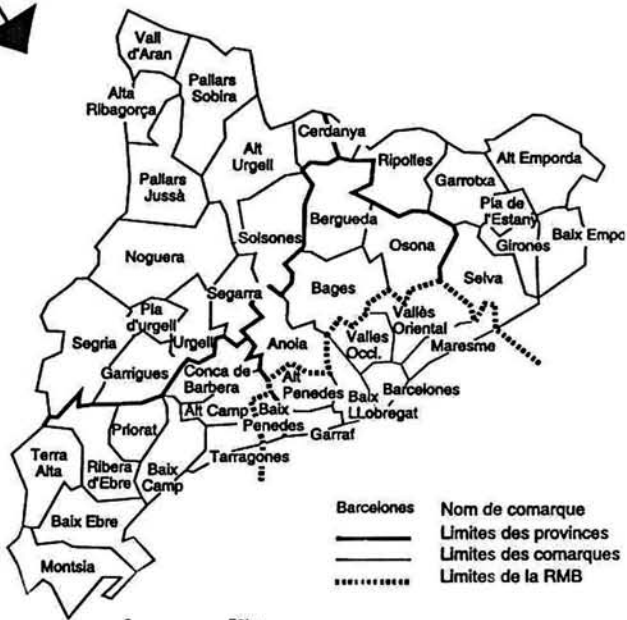 Vall
d'Aran
Pallars
Sobira
Alta
Ribagorça
Alt
Urgell
Cerdanya
Ripolles
Alt Emporda
Garrotxa
Pallars
Jussà
Pla de
l'Estany
Bergueda
Solsones
Osona
Girones
Baix Empo
Noguera
Selva
Segarra
Bages
Vallès
Oriental
Pla
d'urgell
Urgell
Anoia
Valles
Occl.
Maresme
Segria
Garrigues
Conca de
Barbera
Alt
Penedes
Baix
LLobregat
Barcelones
Alt Camp
Baix
Penedes
Garraf
Priorat
Tarragones
Terra
Alta
Ribera
d'Ebre
Baix
Camp
Baix Ebre
Montsia
Barcelones Nom de comarque
Limites des provinces
Limites des comarques
Limites de la RMB